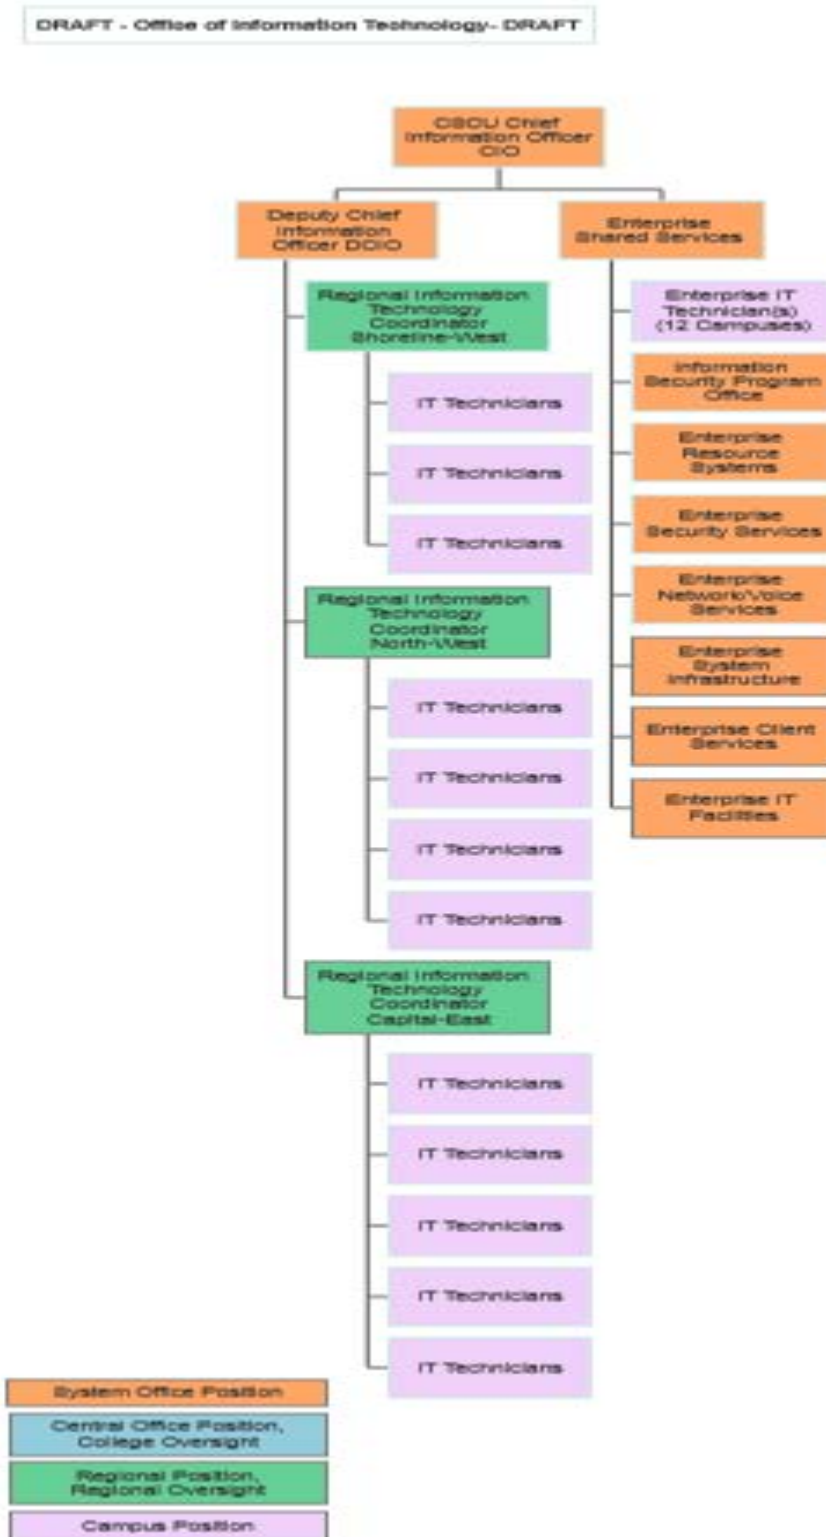 DRAFT - Office of Information Technology- DRAFT
CSCU Chief
Information Officer
CIO
Deputy Chief
Information
Officer DCIO
Enterprise
Shared Services
Regional Information
Technology
Coordinator
Shoreline-West
IT Technicians
IT Technicians
IT Technicians
Regional Information
Technology
Coordinator
North-West
IT Technicians
IT Technicians
IT Technicians
IT Technicians
Regional Information
Technology
Coordinator
Capital-East
IT Technicians
IT Technicians
IT Technicians
IT Technicians
IT Technicians
Enterprise IT
Technician(s)
(12 Campuses)
Information
Security Program
Office
Enterprise
Resource
Systems
Enterprise
Security Services
Enterprise
Network/Voice
Services
Enterprise
System
Infrastructure
Enterprise Client
Services
Enterprise IT
Facilities
System Office Position
Central Office Position,
College Oversight
Regional Position,
Regional Oversight
Campus Position